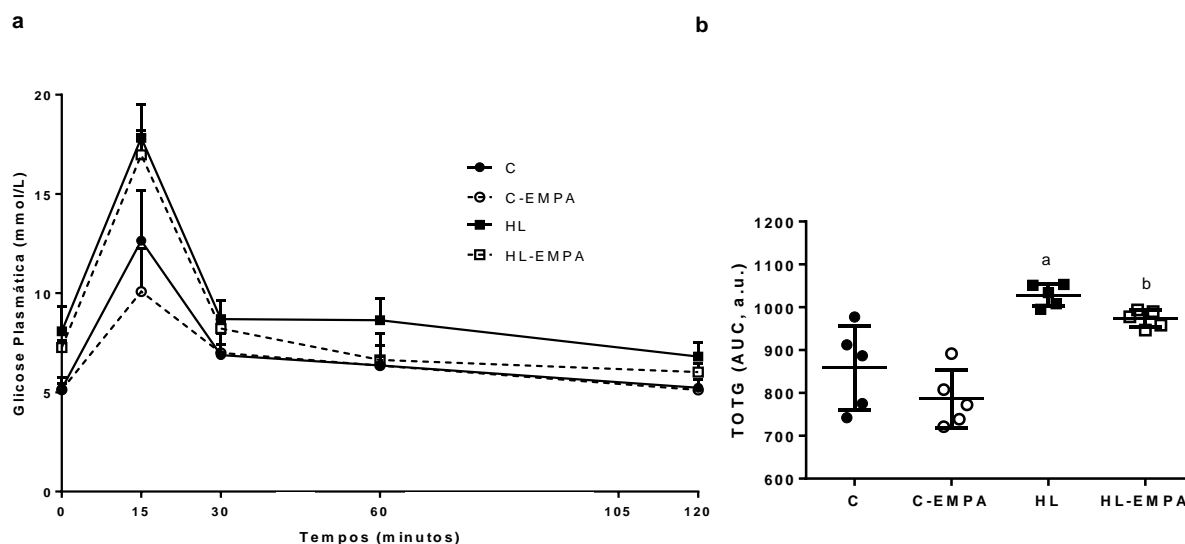 a
b
20
15
10
5
0
Glicose Plasmática (mmol/L)
0 15 30 60 105 120
Tempos (minutos)
C
C-EMPA
HL
HL-EMPA
1200
1100
1000
900
800
700
600
TOTG (AUC, a.u.)
a
b
C C-EMPA HL HL-EMPA